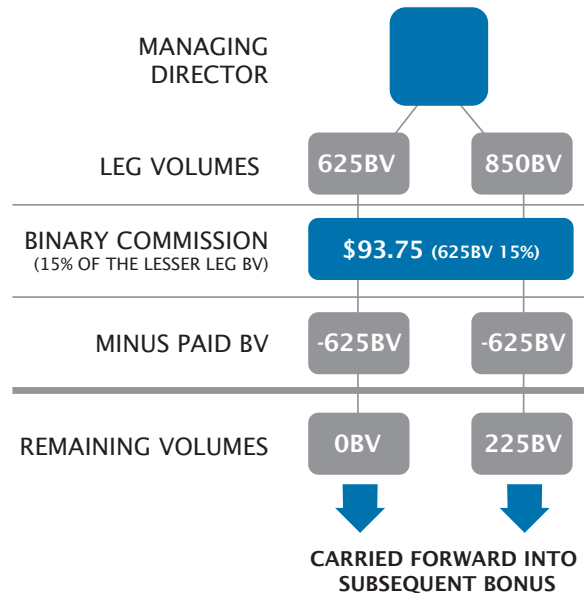 MANAGING
DIRECTOR
LEG VOLUMES
625BV
850BV
BINARY COMMISSION
(15% OF THE LESSER LEG BV)
$93.75 (625BV 15%)
MINUS PAID BV
-625BV
-625BV
REMAINING VOLUMES
0BV
225BV
CARRIED FORWARD INTO
SUBSEQUENT BONUS